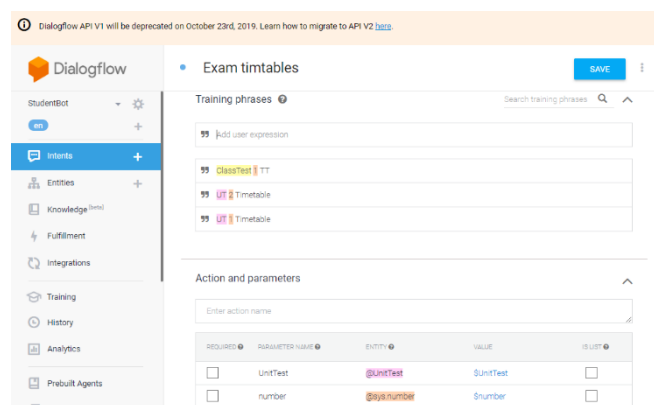 Dialogflow API V1 will be deprecated on October 23rd, 2019. Learn how to migrate to API V2 here.
Dialogflow
Exam timtables
SAVE
StudentBot
en
Intents
Entities
Knowledge [beta]
Fulfillment
Integrations
Training
History
Analytics
Prebuilt Agents
Training phrases
Search training phrases
Add user expression
ClassTest 1 TT
UT 2 Timetable
UT 1 Timetable
Action and parameters
Enter action name
REQUIRED PARAMETER NAME ENTITY VALUE IS LIST
UnitTest @UnitTest $UnitTest
number @sys.number $number